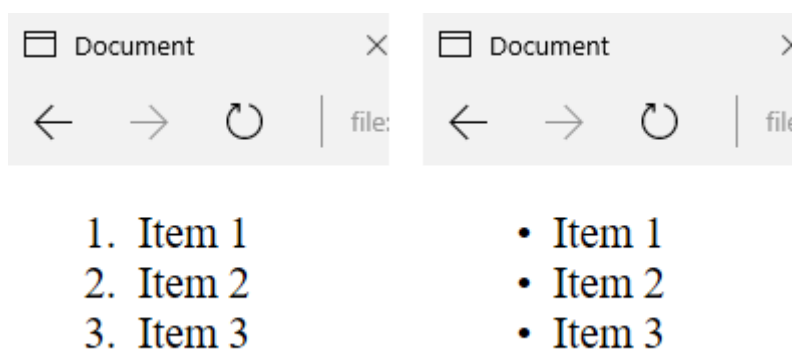 Document
file:
1. Item 1
2. Item 2
3. Item 3
Document
file
• Item 1
• Item 2
• Item 3